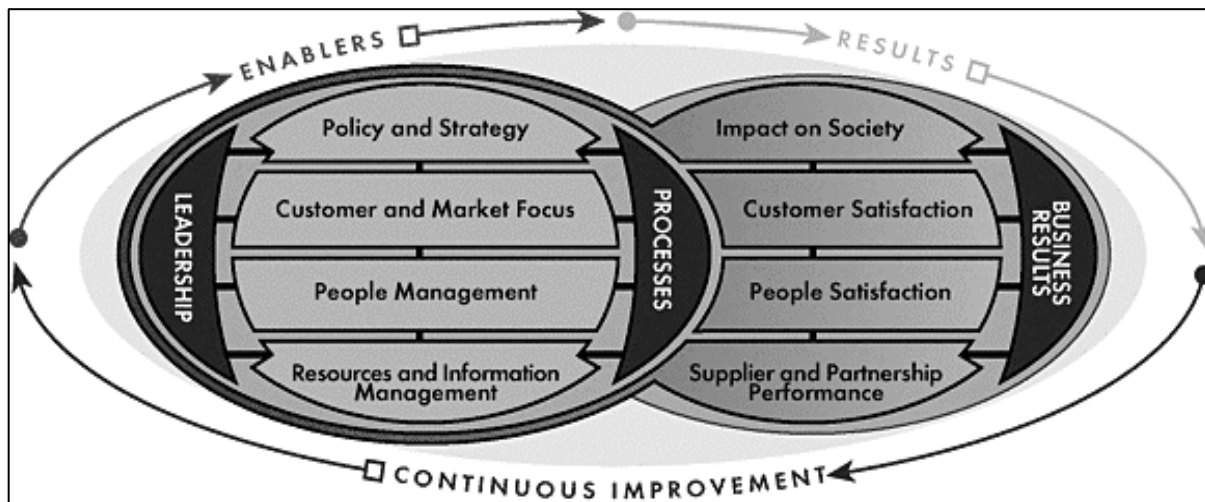 ENABLERS
RESULTS
LEADERSHIP
Policy and Strategy
Customer and Market Focus
People Management
Resources and Information
Management
PROCESSES
Impact on Society
Customer Satisfaction
People Satisfaction
Supplier and Partnership
Performance
BUSINESS
RESULTS
CONTINUOUS IMPROVEMENT